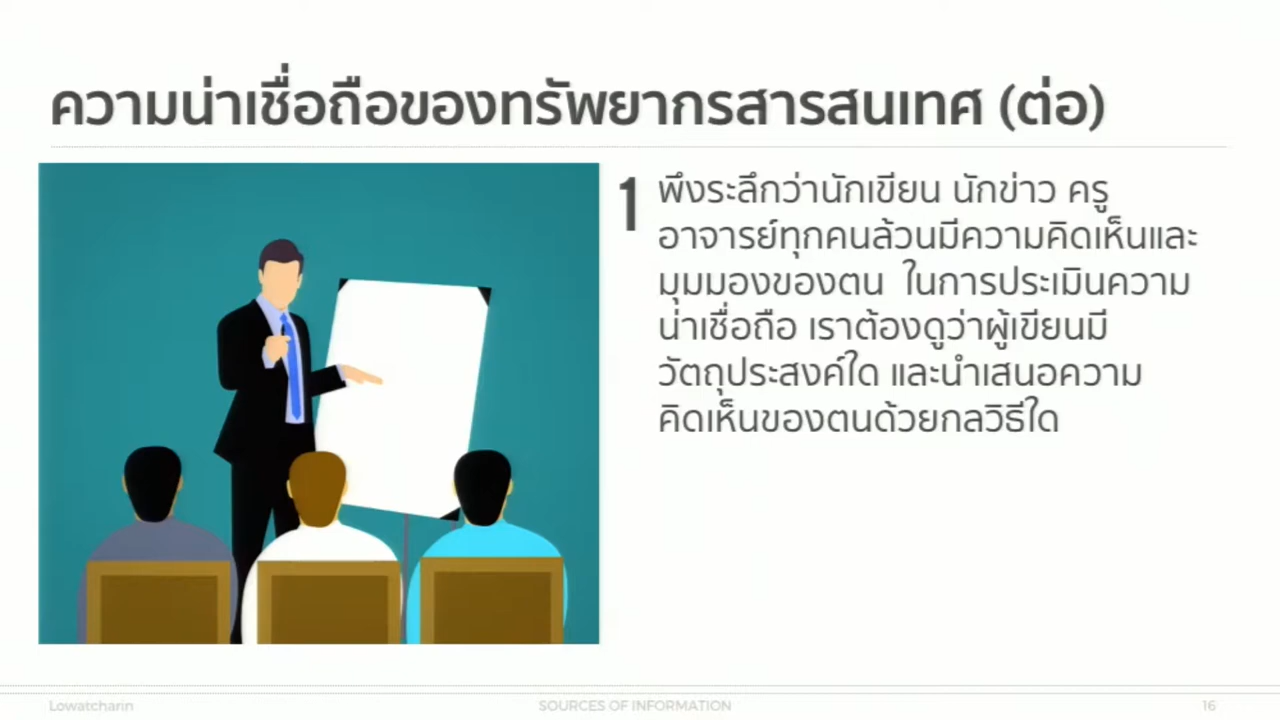 ความน่าเชื่อถือของทรัพยากรสารสนเทศ (ต่อ)
1
พึงระลึกว่านักเขียน นักข่าว ครู
อาจารย์ทุกคนล้วนมีความคิดเห็นและ
มุมมองของตน ในการประเมินความ
น่าเชื่อถือ เราต้องดูว่าผู้เขียนมี
วัตถุประสงค์ใด และนำเสนอความ
คิดเห็นของตนด้วยกลวิธีใด
Lowatcharin
SOURCES OF INFORMATION
16